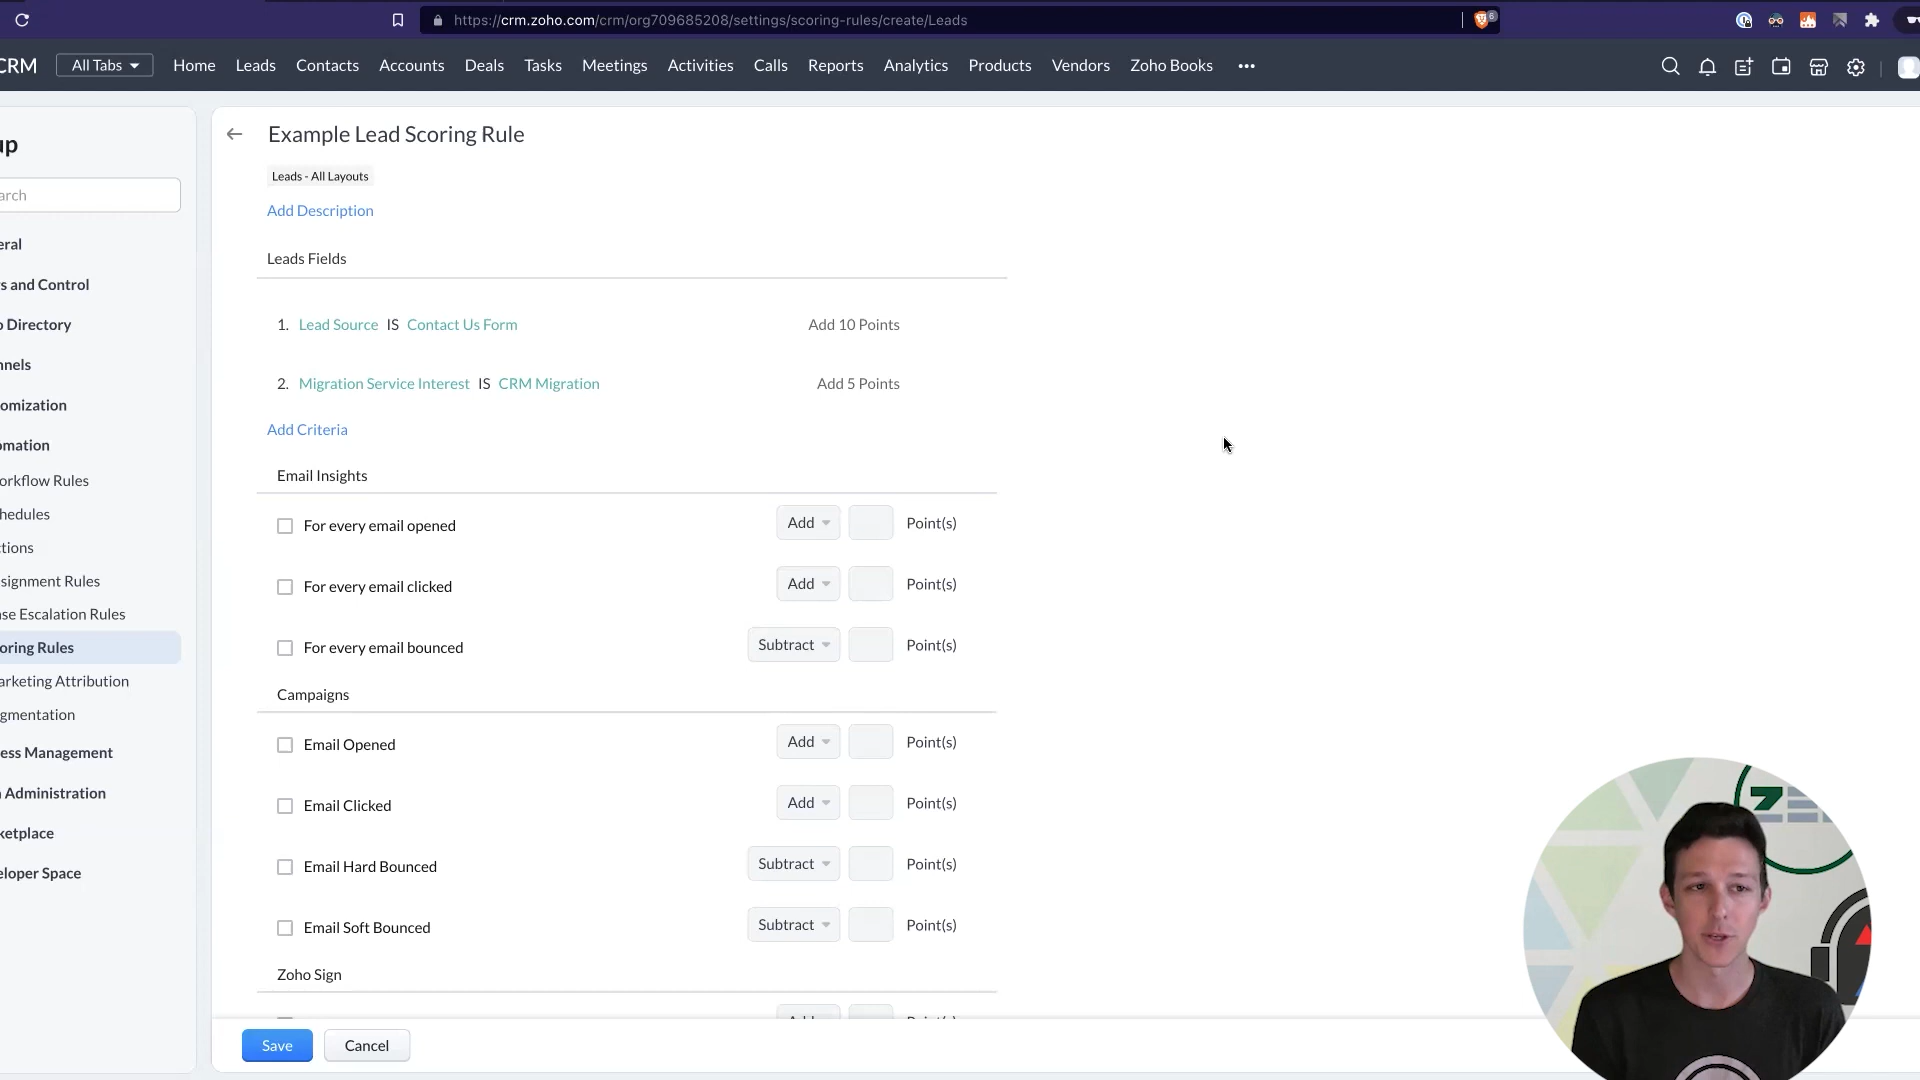 https://crm.zoho.com/crm/org709685208/settings/scoring-rules/create/Leads
6
CRM
All Tabs
Home
Leads
Contacts
Accounts
Deals
Tasks
Meetings
Activities
Calls
Reports
Analytics
Products
Vendors
Zoho Books
•••
up
arch
eral
s and Control
o Directory
nnels
omization
omation
orkflow Rules
hedules
ctions
signment Rules
ase Escalation Rules
oring Rules
arketing Attribution
gmentation
ess Management
a Administration
ketplace
eloper Space
Example Lead Scoring Rule
Leads - All Layouts
Add Description
Leads Fields
1. Lead Source IS Contact Us Form Add 10 Points
2. Migration Service Interest IS CRM Migration Add 5 Points
Add Criteria
Email Insights
For every email opened Add Point(s)
For every email clicked Add Point(s)
For every email bounced Subtract Point(s)
Campaigns
Email Opened Add Point(s)
Email Clicked Add Point(s)
Email Hard Bounced Subtract Point(s)
Email Soft Bounced Subtract Point(s)
Zoho Sign
Save
Cancel